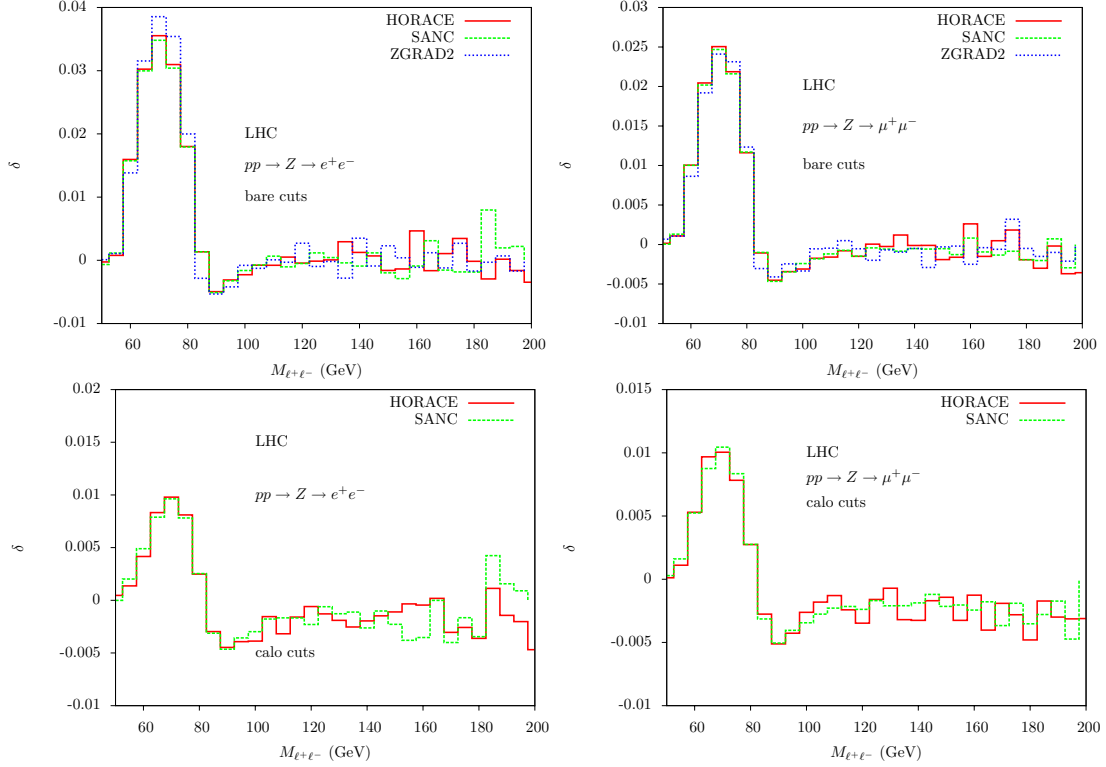 0.04
0.03
0.02
0.01
0
-0.01
δ
60 80 100 120 140 160 180 200
M_{ℓ+ℓ−} (GeV)
HORACE
SANC
ZGRAD2
LHC
pp → Z → e⁺e⁻
bare cuts
0.03
0.025
0.02
0.015
0.01
0.005
0
-0.005
-0.01
δ
60 80 100 120 140 160 180 200
M_{ℓ+ℓ−} (GeV)
HORACE
SANC
ZGRAD2
LHC
pp → Z → μ⁺μ⁻
bare cuts
0.02
0.015
0.01
0.005
0
-0.005
-0.01
δ
60 80 100 120 140 160 180 200
M_{ℓ+ℓ−} (GeV)
HORACE
SANC
LHC
pp → Z → e⁺e⁻
calo cuts
0.015
0.01
0.005
0
-0.005
-0.01
δ
60 80 100 120 140 160 180 200
M_{ℓ+ℓ−} (GeV)
HORACE
SANC
LHC
pp → Z → μ⁺μ⁻
calo cuts